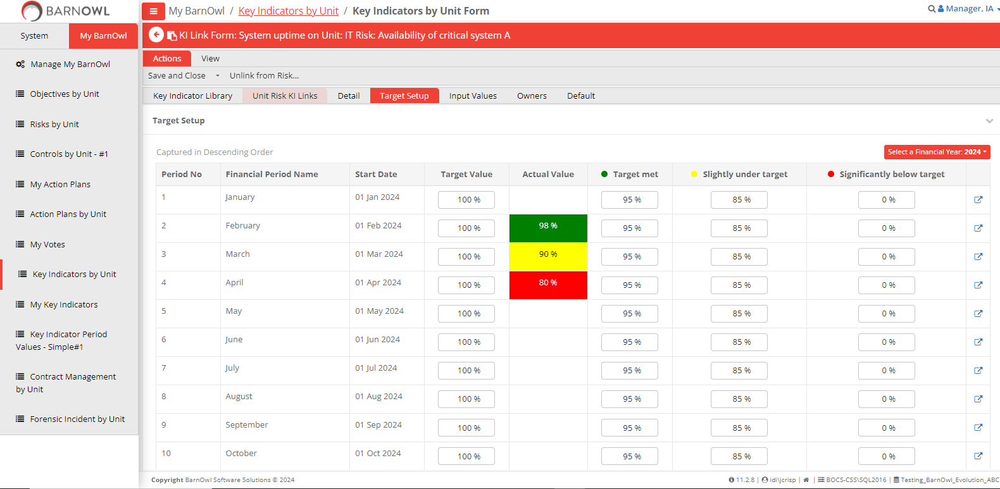 BARNOWL
My BarnOwl / Key Indicators by Unit / Key Indicators by Unit Form
Manager, IA
System
My BarnOwl
KI Link Form: System uptime on Unit: IT Risk: Availability of critical system A
Actions
View
Save and Close
Unlink from Risk...
Manage My BarnOwl
Objectives by Unit
Risks by Unit
Controls by Unit - #1
My Action Plans
Action Plans by Unit
My Votes
Key Indicators by Unit
My Key Indicators
Key Indicator Period
Values - Simple#1
Contract Management
by Unit
Forensic Incident by Unit
Key Indicator Library
Unit Risk KI Links
Detail
Target Setup
Input Values
Owners
Default
Target Setup
Captured in Descending Order
Select a Financial Year: 2024
Period No Financial Period Name Start Date Target Value Actual Value Target met Slightly under target Significantly below target
1 January 01 Jan 2024 100 % 95 % 85 % 0 %
2 February 01 Feb 2024 100 % 98 % 95 % 85 % 0 %
3 March 01 Mar 2024 100 % 90 % 95 % 85 % 0 %
4 April 01 Apr 2024 100 % 80 % 95 % 85 % 0 %
5 May 01 May 2024 100 % 95 % 85 % 0 %
6 June 01 Jun 2024 100 % 95 % 85 % 0 %
7 July 01 Jul 2024 100 % 95 % 85 % 0 %
8 August 01 Aug 2024 100 % 95 % 85 % 0 %
9 September 01 Sep 2024 100 % 95 % 85 % 0 %
10 October 01 Oct 2024 100 % 95 % 85 % 0 %
Copyright BarnOwl Software Solutions © 2024
11.2.8 | idi\jcrisp | | BOCS-CSS\SQL2016 | Testing_BarnOwl_Evolution_ABC